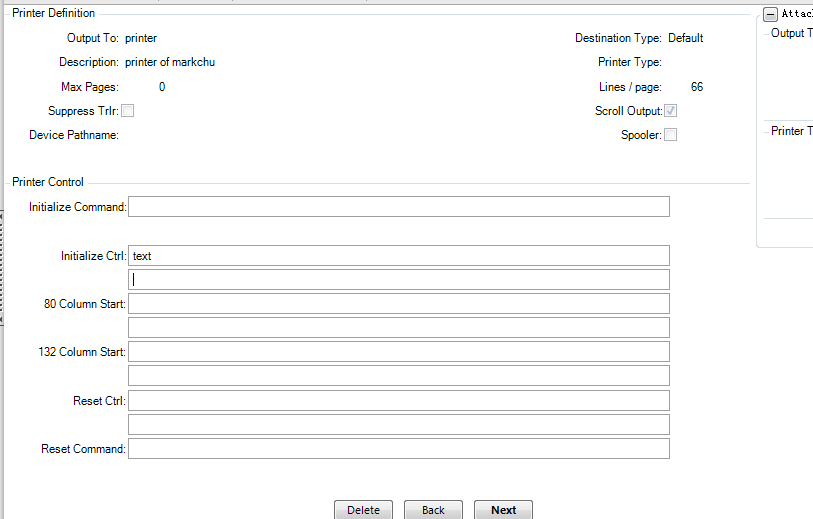 Printer Definition
Output To: printer
Destination Type: Default
Description: printer of markchu
Printer Type:
Max Pages: 0
Lines / page: 66
Suppress Trlr:
Scroll Output:
Device Pathname:
Spooler:
Printer Control
Initialize Command:
Initialize Ctrl: text
80 Column Start:
132 Column Start:
Reset Ctrl:
Reset Command:
Delete Back Next
Attac
Output T
Printer T